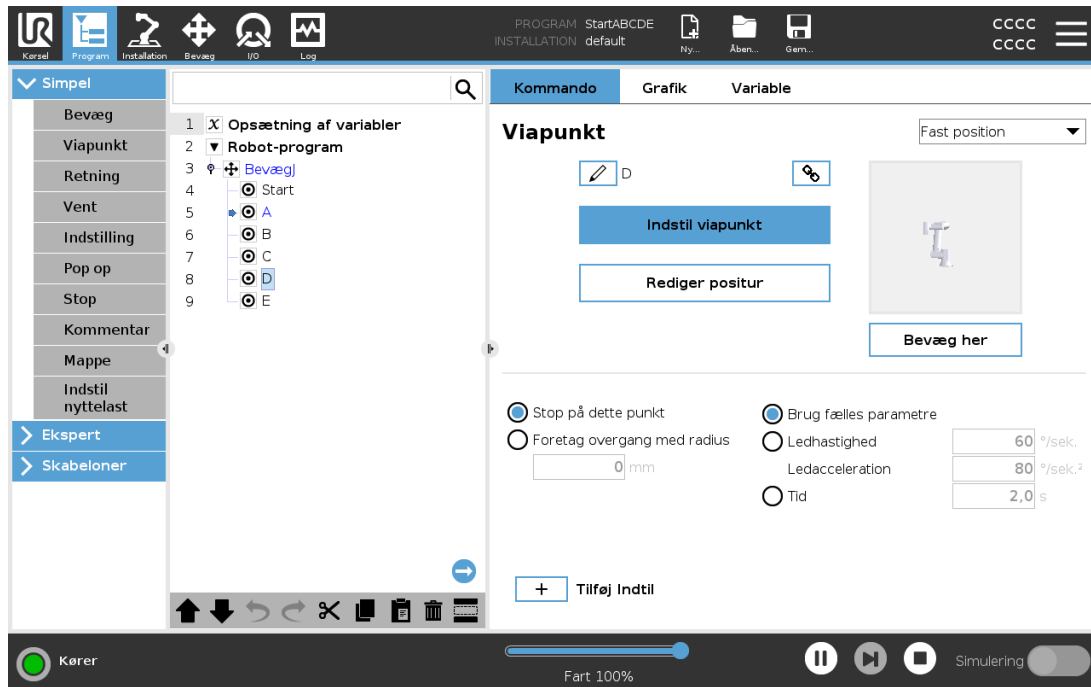 PROGRAM StartABCDE
INSTALLATION default
CCCC
CCCC
UR
Kørsel
Program
Installation
Bevæg
I/O
Log
Ny...
Åben...
Gem...
Simpel
Bevæg
Viapunkt
Retning
Vent
Indstilling
Pop op
Stop
Kommentar
Mappe
Indstil
nyttelast
Ekspert
Skabeloner
1 X Opsætning af variabler
2 Robot-program
3 BevægJ
4 Start
5 A
6 B
7 C
8 D
9 E
Kommando Grafik Variable
Viapunkt
Fast position
D
Indstil viapunkt
Rediger positur
Bevæg her
Stop på dette punkt
Foretag overgang med radius
0 mm
Brug fælles parametre
Ledhastighed 60 °/sek.
Ledacceleration 80 °/sek.²
Tid 2,0 s
+ Tilføj Indtil
Kører
Fart 100%
Simulering